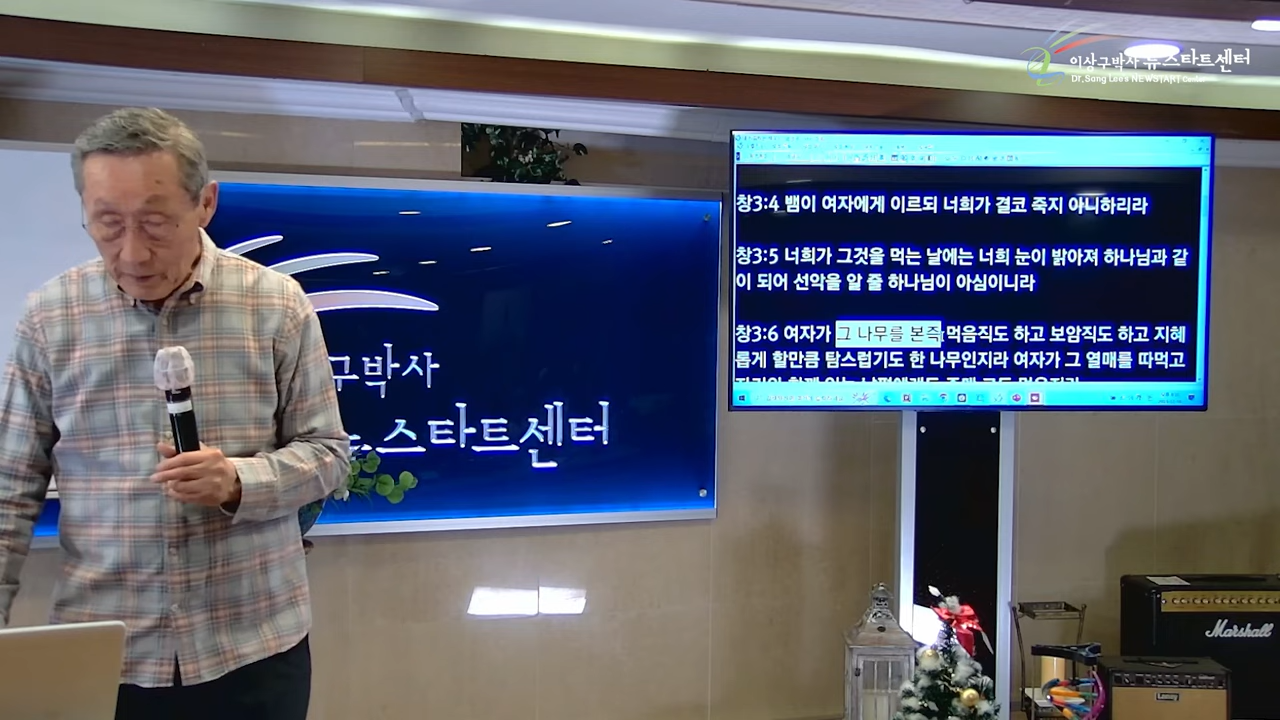 이상구박사 뉴스타트센터
Dr.Sang Lee's NEWSTART Center
창3:4 뱀이 여자에게 이르되 너희가 결코 죽지 아니하리라
창3:5 너희가 그것을 먹는 날에는 너희 눈이 밝아져 하나님과 같
이 되어 선악을 알 줄 하나님이 아심이니라
창3:6 여자가 그 나무를 본즉 먹음직도 하고 보암직도 하고 지혜
롭게 할만큼 탐스럽기도 한 나무인지라 여자가 그 열매를 따먹고
구박사
스타트센터
Marshall
Laney